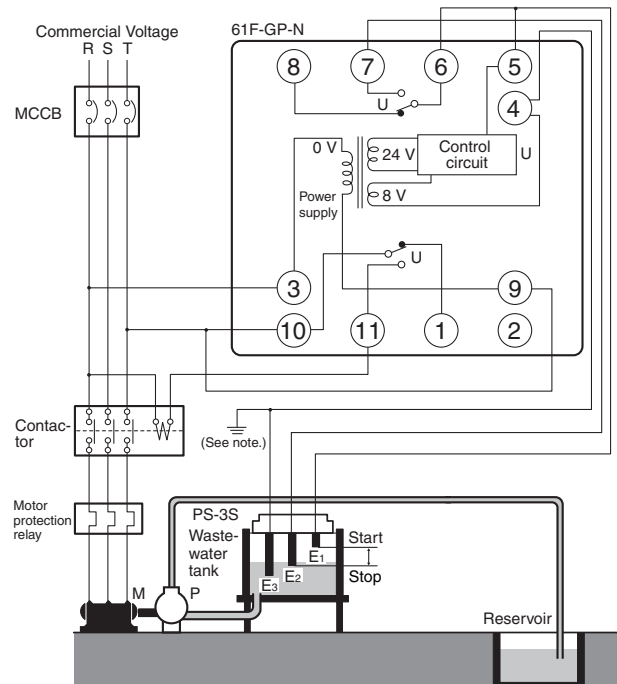 Commercial Voltage
R S T
MCCB
61F-GP-N
8
7
6
5
4
U
0 V
24 V
8 V
Control
circuit
U
Power
supply
U
3
9
10
11
1
2
Contac-
tor
(See note.)
Motor
protection
relay
PS-3S
Waste-
water
tank
Start
Stop
E1
E2
E3
M
P
Reservoir